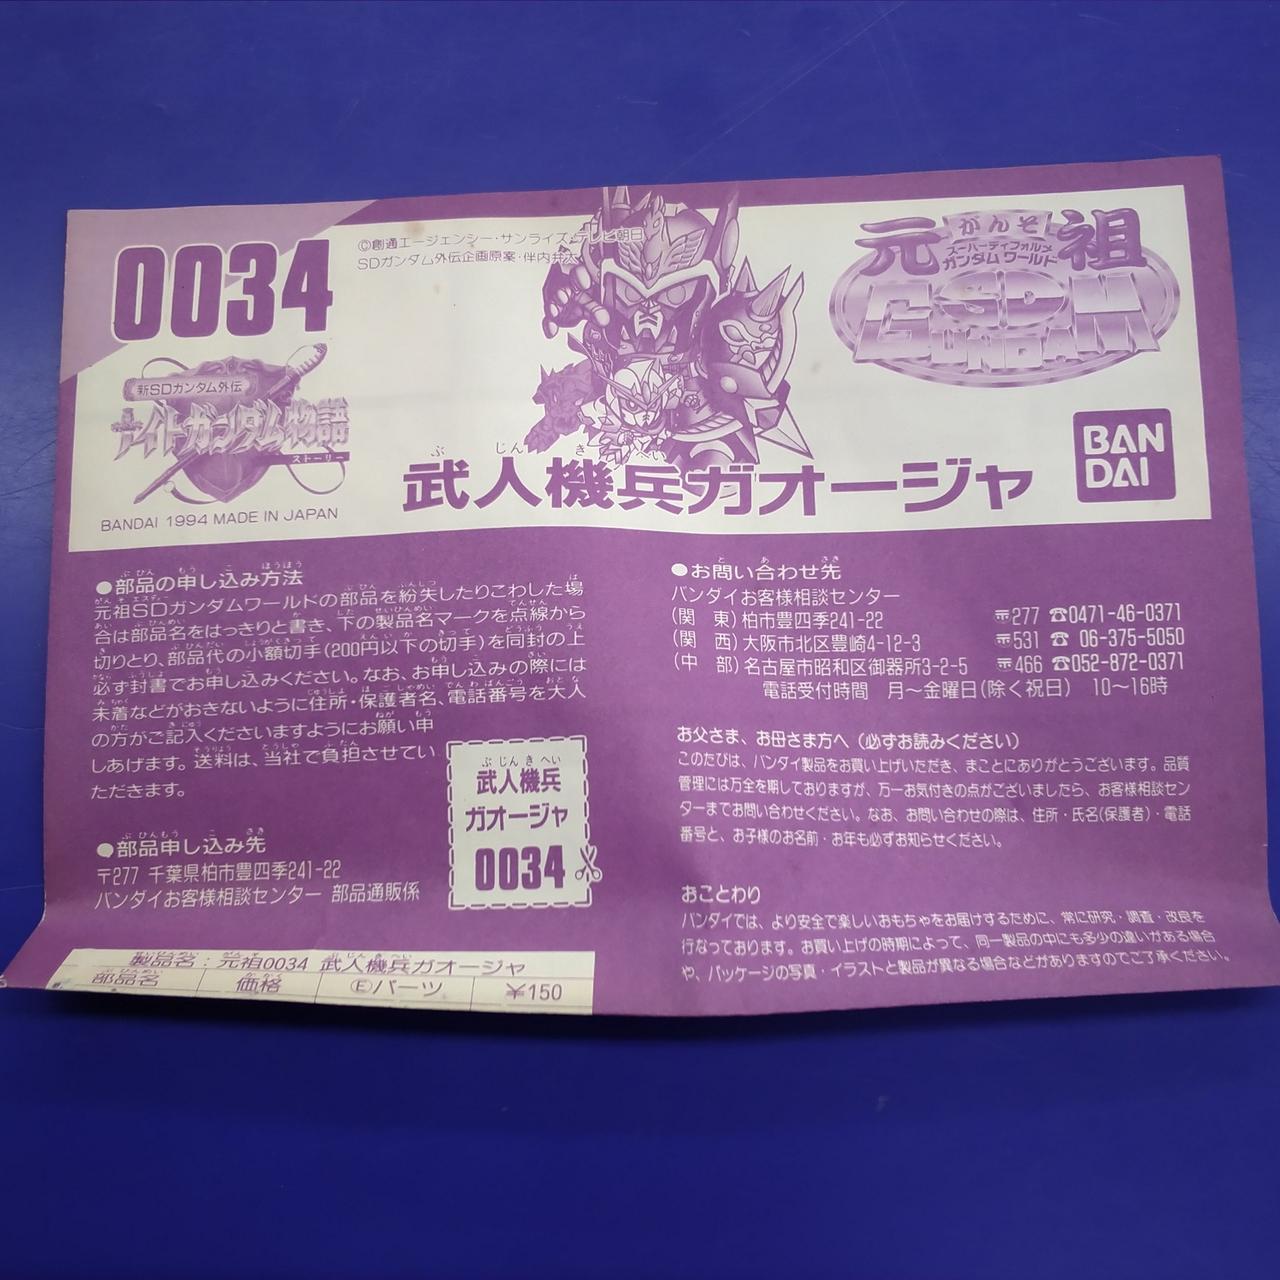 0034
©創通エージェンシー・サンライズ・テレビ朝日
SDガンダム外伝企画原案・伴内弁太
元祖
がんそ
スーパーディフォルメ
ガンダムワールド
SD
GUNDAM
新SDガンダム外伝
ナイトガンダム物語
ストーリー
BANDAI 1994 MADE IN JAPAN
ぶじんきへい
武人機兵ガオージャ
BAN
DAI
●部品の申し込み方法
元祖SDガンダムワールドの部品を紛失したりこわした場
合は部品名をはっきりと書き、下の製品名マークを点線から
切りとり、部品代の小額切手(200円以下の切手)を同封の上
必ず封書でお申し込みください。なお、お申し込みの際には
未着などがおきないように住所・保護者名、電話番号を大人
の方がご記入くださいますようにお願い申
しあげます。送料は、当社で負担させてい
ただきます。
●部品申し込み先
〒277 千葉県柏市豊四季241-22
バンダイお客様相談センター 部品通販係
ぶじんきへい
武人機兵
ガオージャ
0034
製品名：元祖0034 武人機兵ガオージャ
部品名 価格 Ⓔパーツ ¥150
●お問い合わせ先
バンダイお客様相談センター
(関 東)柏市豊四季241-22 〒277 ☎0471-46-0371
(関 西)大阪市北区豊崎4-12-3 〒531 ☎06-375-5050
(中 部)名古屋市昭和区御器所3-2-5 〒466 ☎052-872-0371
電話受付時間 月～金曜日(除く祝日) 10～16時
お父さま、お母さま方へ(必ずお読みください)
このたびは、バンダイ製品をお買い上げいただき、まことにありがとうございます。品質
管理には万全を期しておりますが、万一お気付きの点がございましたら、お客様相談セン
ターまでお問い合わせください。なお、お問い合わせの際は、住所・氏名(保護者)・電話
番号と、お子様のお名前・お年も必ずお知らせください。
おことわり
バンダイでは、より安全で楽しいおもちゃをお届けするために、常に研究・調査・改良を
行なっております。お買い上げの時期によって、同一製品の中にも多少の違いがある場合
や、パッケージの写真・イラストと製品が異なる場合などがありますのでご了承ください。